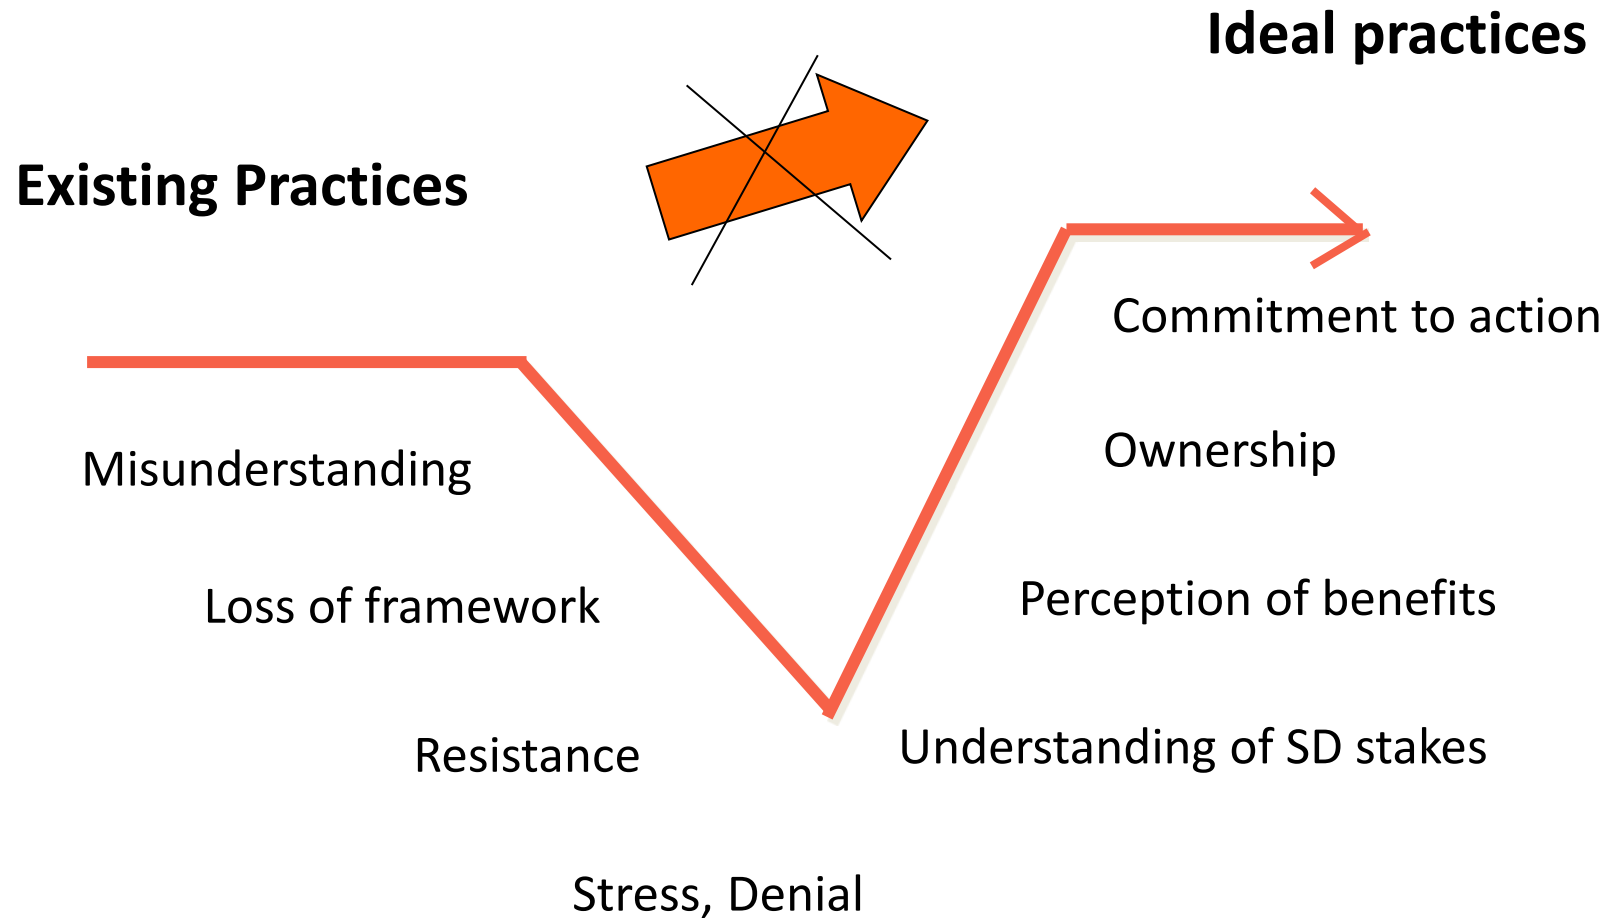 Ideal practices
Existing Practices
Commitment to action
Ownership
Misunderstanding
Perception of benefits
Loss of framework
Understanding of SD stakes
Resistance
Stress, Denial